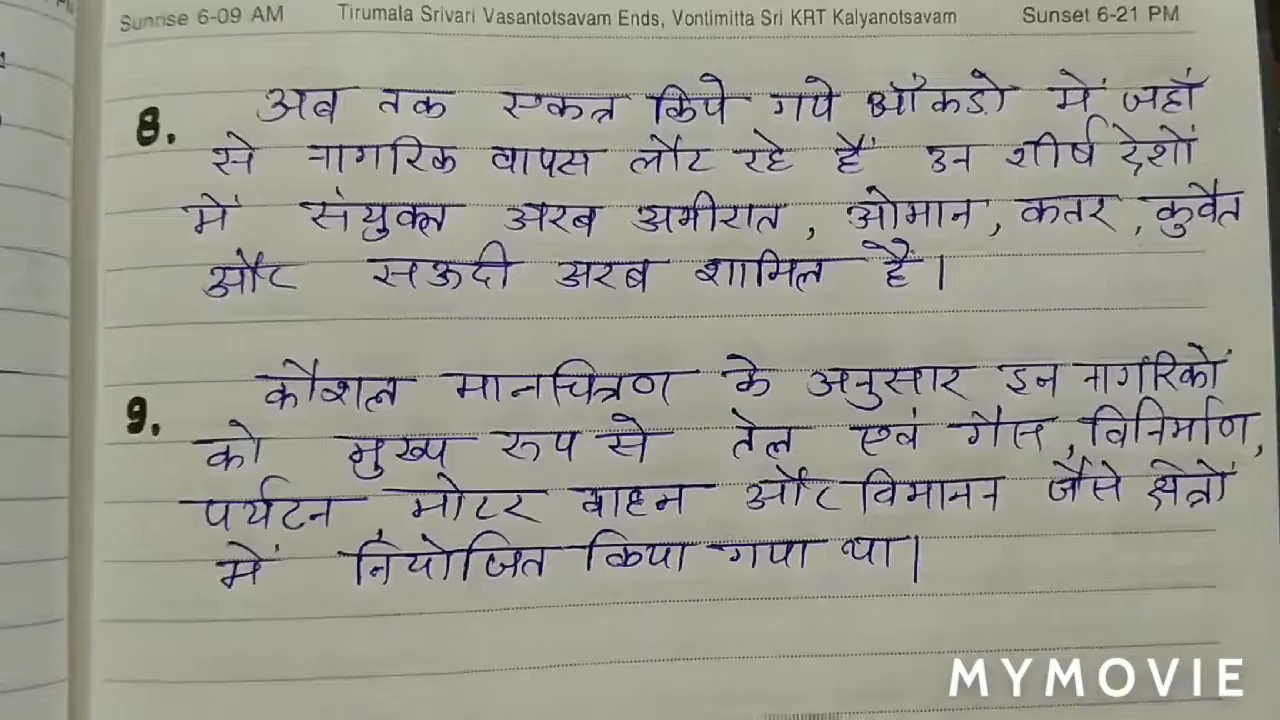 Sunrise 6-09 AM Tirumala Srivari Vasantotsavam Ends, Vontimitta Sri KRT Kalyanotsavam Sunset 6-21 PM
8. अब तक एकत्र किये गये आँकड़ो में जहाँ
से नागरिक वापस लौट रहे हैं उन शीर्ष देशों
में संयुक्त अरब अमीरात, ओमान, कतर, कुवैत
और सऊदी अरब शामिल हैं।
9. कौशल मानचित्रण के अनुसार इन नागरिकों
को मुख्य रूप से तेल एवं गैस, विनिर्माण,
पर्यटन मोटर वाहन और विमानन जैसे क्षेत्रों
में नियोजित किया गया था।
MYMOVIE